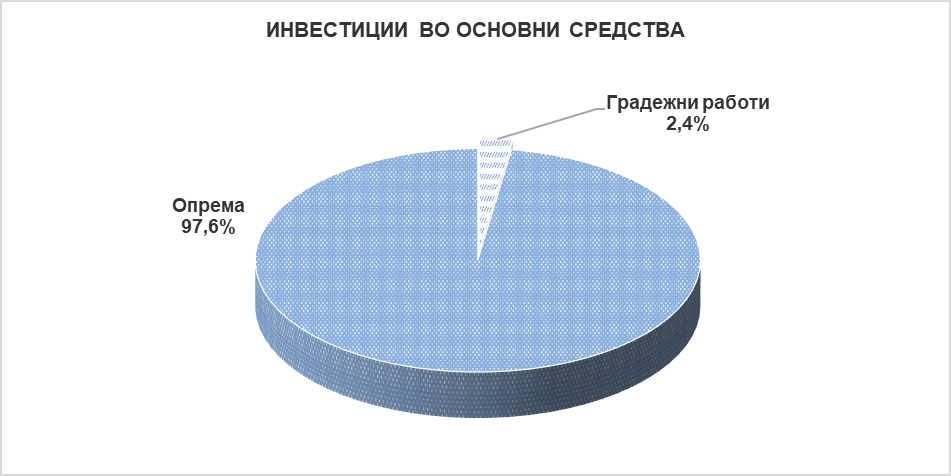 ИНВЕСТИЦИИ ВО ОСНОВНИ СРЕДСТВА
Градежни работи
2,4%
Опрема
97,6%